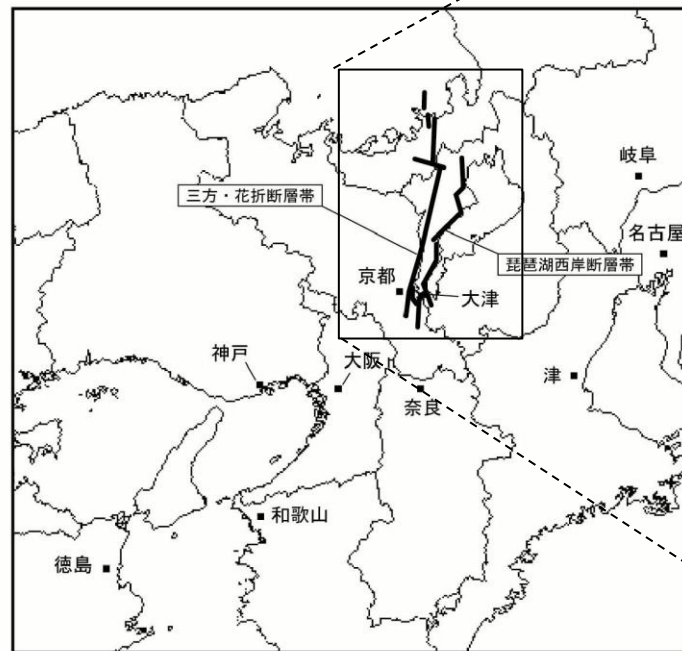 岐阜
三方・花折断層帯
名古屋
琵琶湖西岸断層帯
京都
大津
神戸
大阪
津
奈良
和歌山
徳島